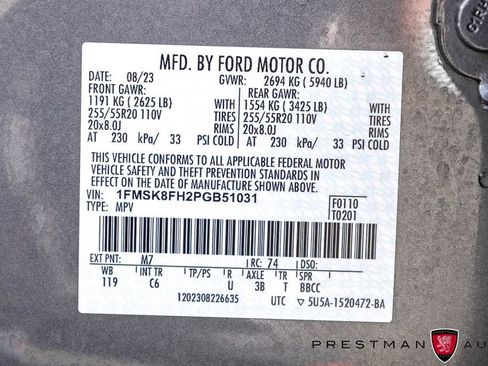 MFD. BY FORD MOTOR CO.
DATE: 08/23 GVWR: 2694 KG ( 5940 LB)
FRONT GAWR: REAR GAWR:
1191 KG ( 2625 LB) WITH 1554 KG ( 3425 LB) WITH
255/55R20 110V TIRES 255/55R20 110V TIRES
20x8.0J RIMS 20x8.0J RIMS
AT 230 kPa/ 33 PSI COLD AT 230 kPa/ 33 PSI COLD
THIS VEHICLE CONFORMS TO ALL APPLICABLE FEDERAL MOTOR
VEHICLE SAFETY AND THEFT PREVENTION STANDARDS IN
EFFECT ON THE DATE OF MANUFACTURE SHOWN ABOVE.
VIN: 1FMSK8FH2PGB51031 F0110
TYPE: MPV T0201
EXT PNT: M7 RC: 74 DSO:
WB INT TR TP/PS R AXLE TR SPR
119 C6 U 3B T BBCC
1202308226635 UTC ▽ 5U5A-1520472-BA
PRESTMAN AU